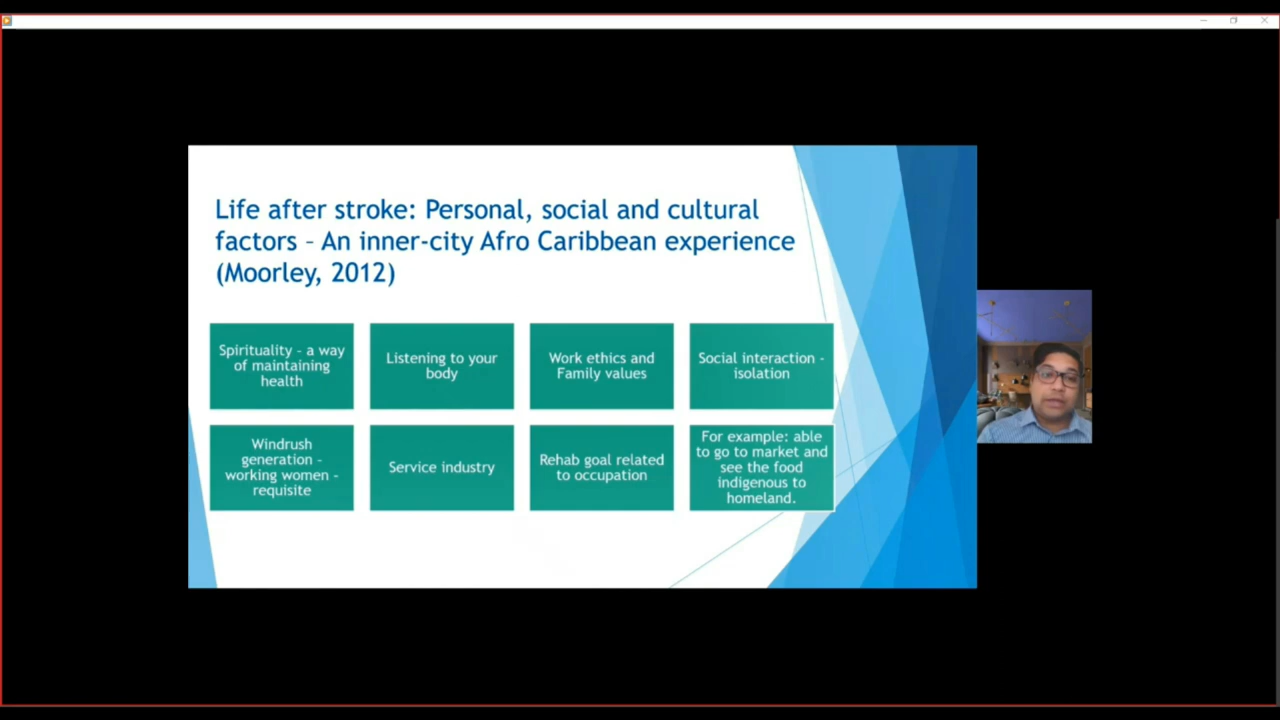 Life after stroke: Personal, social and cultural
factors – An inner-city Afro Caribbean experience
(Moorley, 2012)
Spirituality - a way
of maintaining
health
Listening to your
body
Work ethics and
Family values
Social interaction -
isolation
Windrush
generation -
working women -
requisite
Service industry
Rehab goal related
to occupation
For example: able
to go to market and
see the food
indigenous to
homeland.